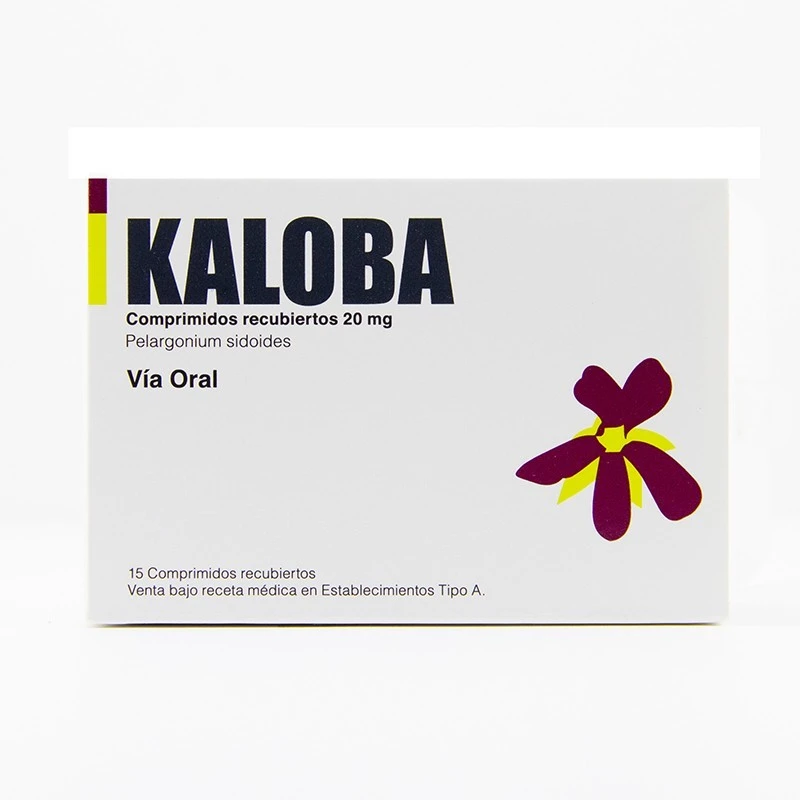 KALOBA
Comprimidos recubiertos 20 mg
Pelargonium sidoides
Vía Oral
15 Comprimidos recubiertos
Venta bajo receta médica en Establecimientos Tipo A.